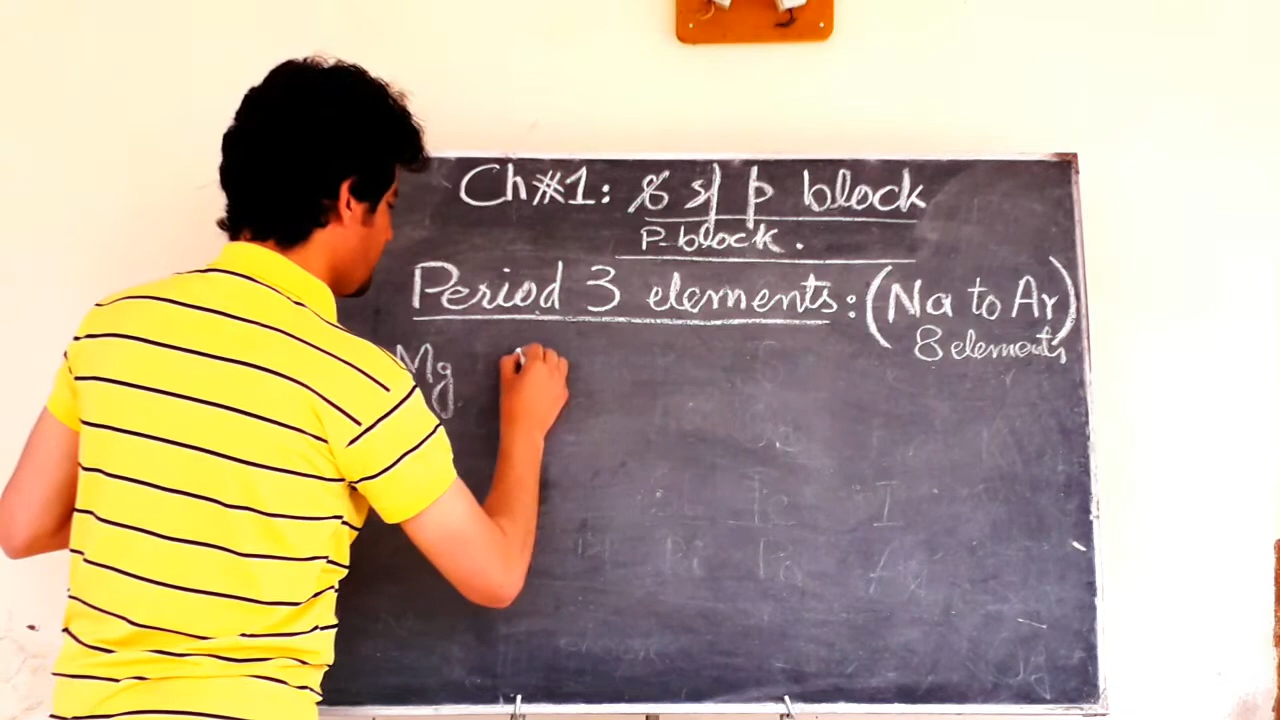 Ch#1: s p block
P-block.
Period 3 elements: (Na to Ar)
8 elements
Mg
I